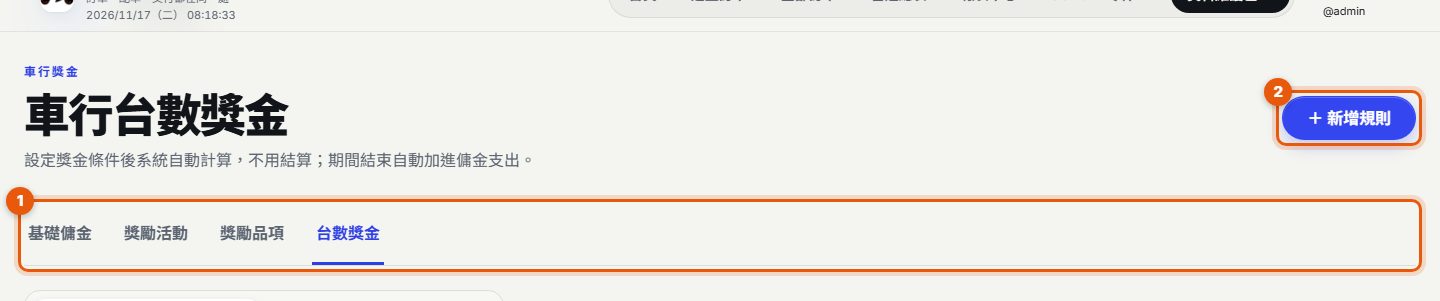 2026/11/17（二） 08:18:33
@admin
車行獎金
車行台數獎金
2
＋ 新增規則
設定獎金條件後系統自動計算，不用結算；期間結束自動加進傭金支出。
1
基礎傭金 獎勵活動 獎勵品項 台數獎金